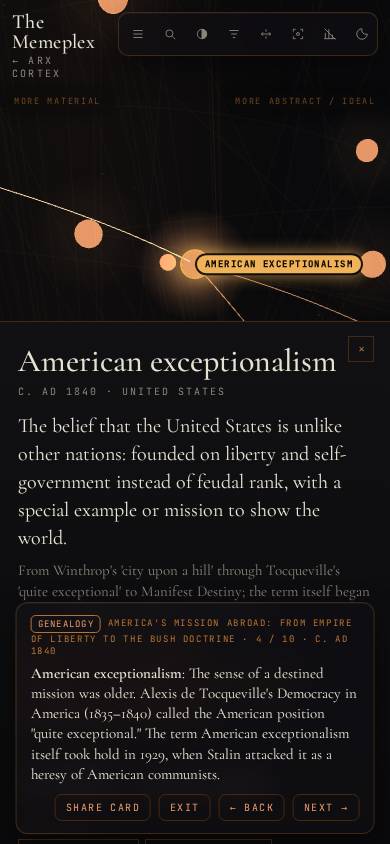 The
Memeplex
← ARX
CORTEX
MORE MATERIAL
MORE ABSTRACT / IDEAL
AMERICAN EXCEPTIONALISM
American exceptionalism
×
C. AD 1840 · UNITED STATES
The belief that the United States is unlike
other nations: founded on liberty and self-
government instead of feudal rank, with a
special example or mission to show the
world.
From Winthrop's 'city upon a hill' through Tocqueville's
'quite exceptional' to Manifest Destiny; the term itself began
GENEALOGY AMERICA'S MISSION ABROAD: FROM EMPIRE
OF LIBERTY TO THE BUSH DOCTRINE · 4 / 10 · C. AD
1840
American exceptionalism: The sense of a destined
mission was older. Alexis de Tocqueville's Democracy in
America (1835–1840) called the American position
"quite exceptional." The term American exceptionalism
itself took hold in 1929, when Stalin attacked it as a
heresy of American communists.
SHARE CARD
EXIT
← BACK
NEXT →